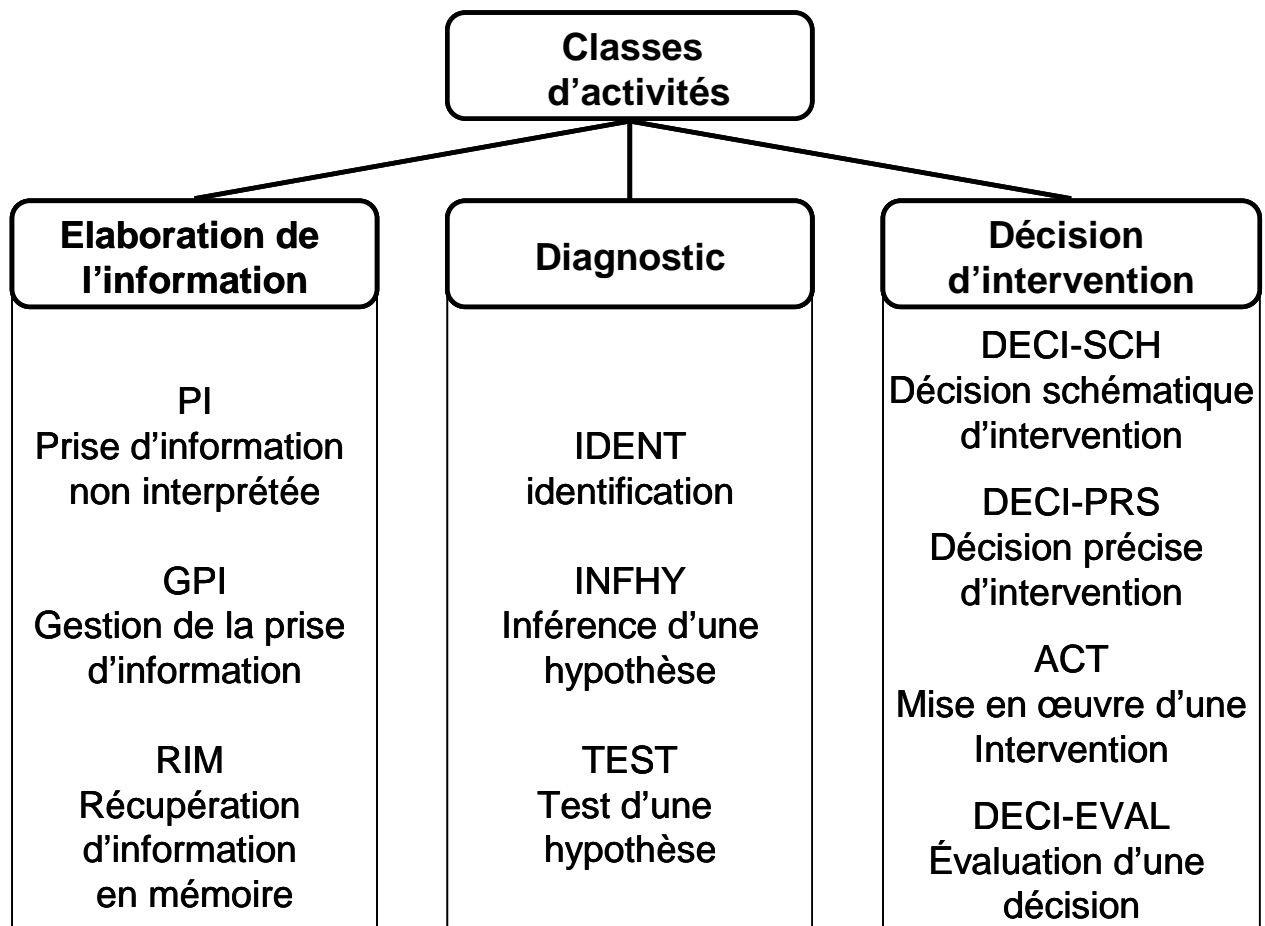 Classes
d’activités
Elaboration de
l’information
PI
Prise d’information
non interprétée
GPI
Gestion de la prise
d’information
RIM
Récupération
d’information
en mémoire
Diagnostic
IDENT
identification
INFHY
Inférence d’une
hypothèse
TEST
Test d’une
hypothèse
Décision
d’intervention
DECI-SCH
Décision schématique
d’intervention
DECI-PRS
Décision précise
d’intervention
ACT
Mise en œuvre d’une
Intervention
DECI-EVAL
Évaluation d’une
décision